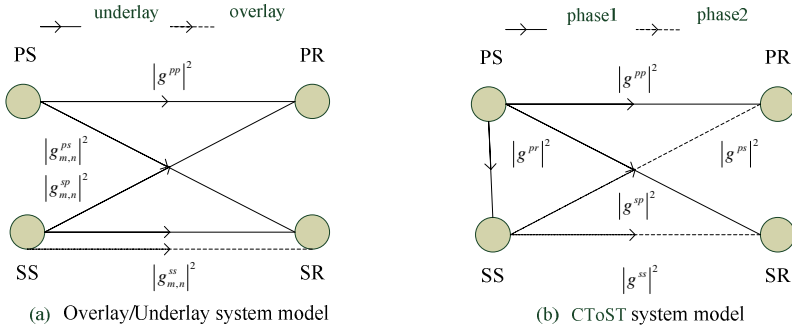 underlay overlay
PS PR
|g^{pp}|^2
|g^{ps}_{m,n}|^2
|g^{sp}_{m,n}|^2
SS SR
|g^{ss}_{m,n}|^2
(a) Overlay/Underlay system model
phase1 phase2
PS PR
|g^{pp}|^2
|g^{pr}|^2 |g^{ps}|^2
|g^{sp}|^2
SS SR
|g^{ss}|^2
(b) CToST system model